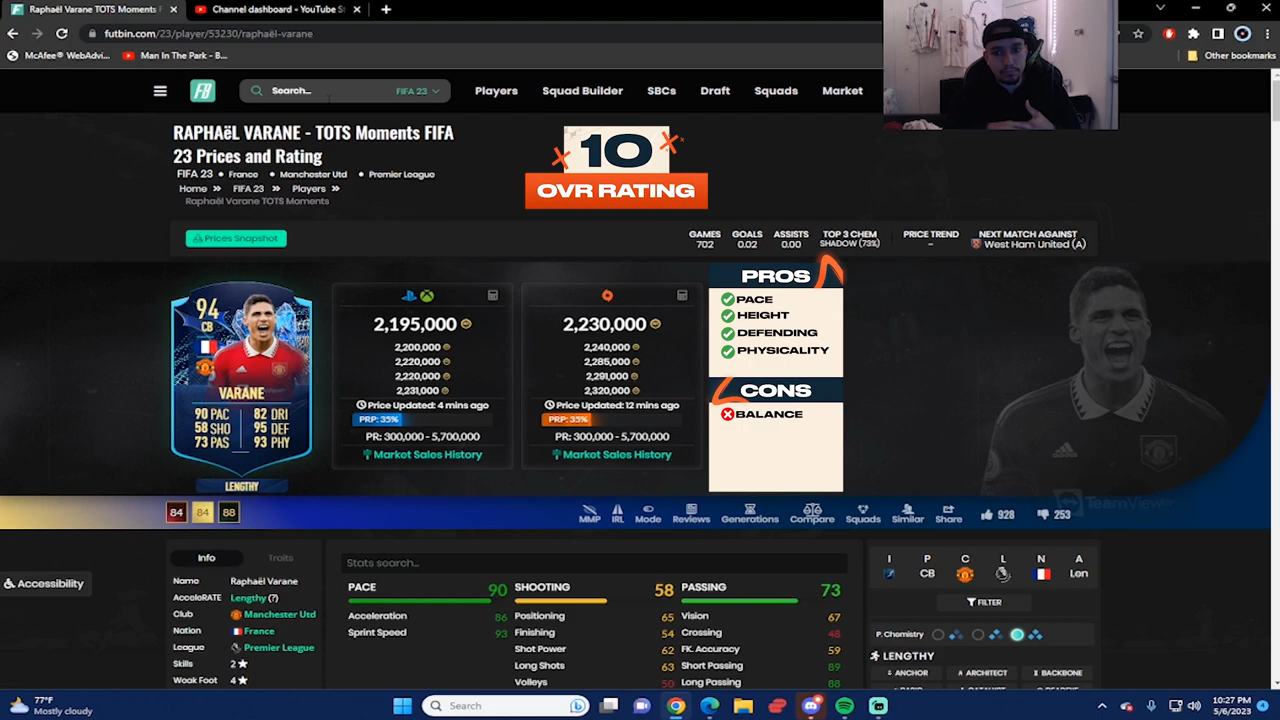 Raphaël Varane TOTS Moments F
Channel dashboard - YouTube St
futbin.com/23/player/53230/raphaël-varane
McAfee® WebAdvi...
Man In The Park - B...
Other bookmarks
Search...
FIFA 23
Players
Squad Builder
SBCs
Draft
Squads
Market
RAPHAëL VARANE - TOTS Moments FIFA
23 Prices and Rating
FIFA 23 • France • Manchester Utd • Premier League
Home >> FIFA 23 >> Players >>
Raphaël Varane TOTS Moments
10
OVR RATING
Prices Snapshot
GAMES
702
GOALS
0.02
ASSISTS
0.00
TOP 3 CHEM
SHADOW (73%)
PRICE TREND
-
NEXT MATCH AGAINST
West Ham United (A)
94
CB
VARANE
90 PAC 82 DRI
58 SHO 95 DEF
73 PAS 93 PHY
LENGTHY
2,195,000
2,200,000
2,220,000
2,220,000
2,231,000
Price Updated: 4 mins ago
PRP: 35%
PR: 300,000 - 5,700,000
Market Sales History
2,230,000
2,240,000
2,285,000
2,291,000
2,320,000
Price Updated: 12 mins ago
PRP: 35%
PR: 300,000 - 5,700,000
Market Sales History
PROS
PACE
HEIGHT
DEFENDING
PHYSICALITY
CONS
BALANCE
TeamViewer
84 84 88
MMP
IRL
Mode
Reviews
Generations
Compare
Squads
Similar
Share
928
253
Info
Traits
Name Raphaël Varane
AcceleRATE Lengthy (?)
Club Manchester Utd
Nation France
League Premier League
Skills 2
Weak Foot 4
Stats search...
PACE 90
Acceleration 86
Sprint Speed 93
SHOOTING 58
Positioning 65
Finishing 54
Shot Power 62
Long Shots 63
Volleys 50
PASSING 73
Vision 67
Crossing 48
FK. Accuracy 59
Short Passing 89
Long Passing 88
I P C L N A
CB Len
FILTER
P. Chemistry
LENGTHY
ANCHOR
ARCHITECT
BACKBONE
Accessibility
77°F
Mostly cloudy
Search
10:27 PM
5/6/2023